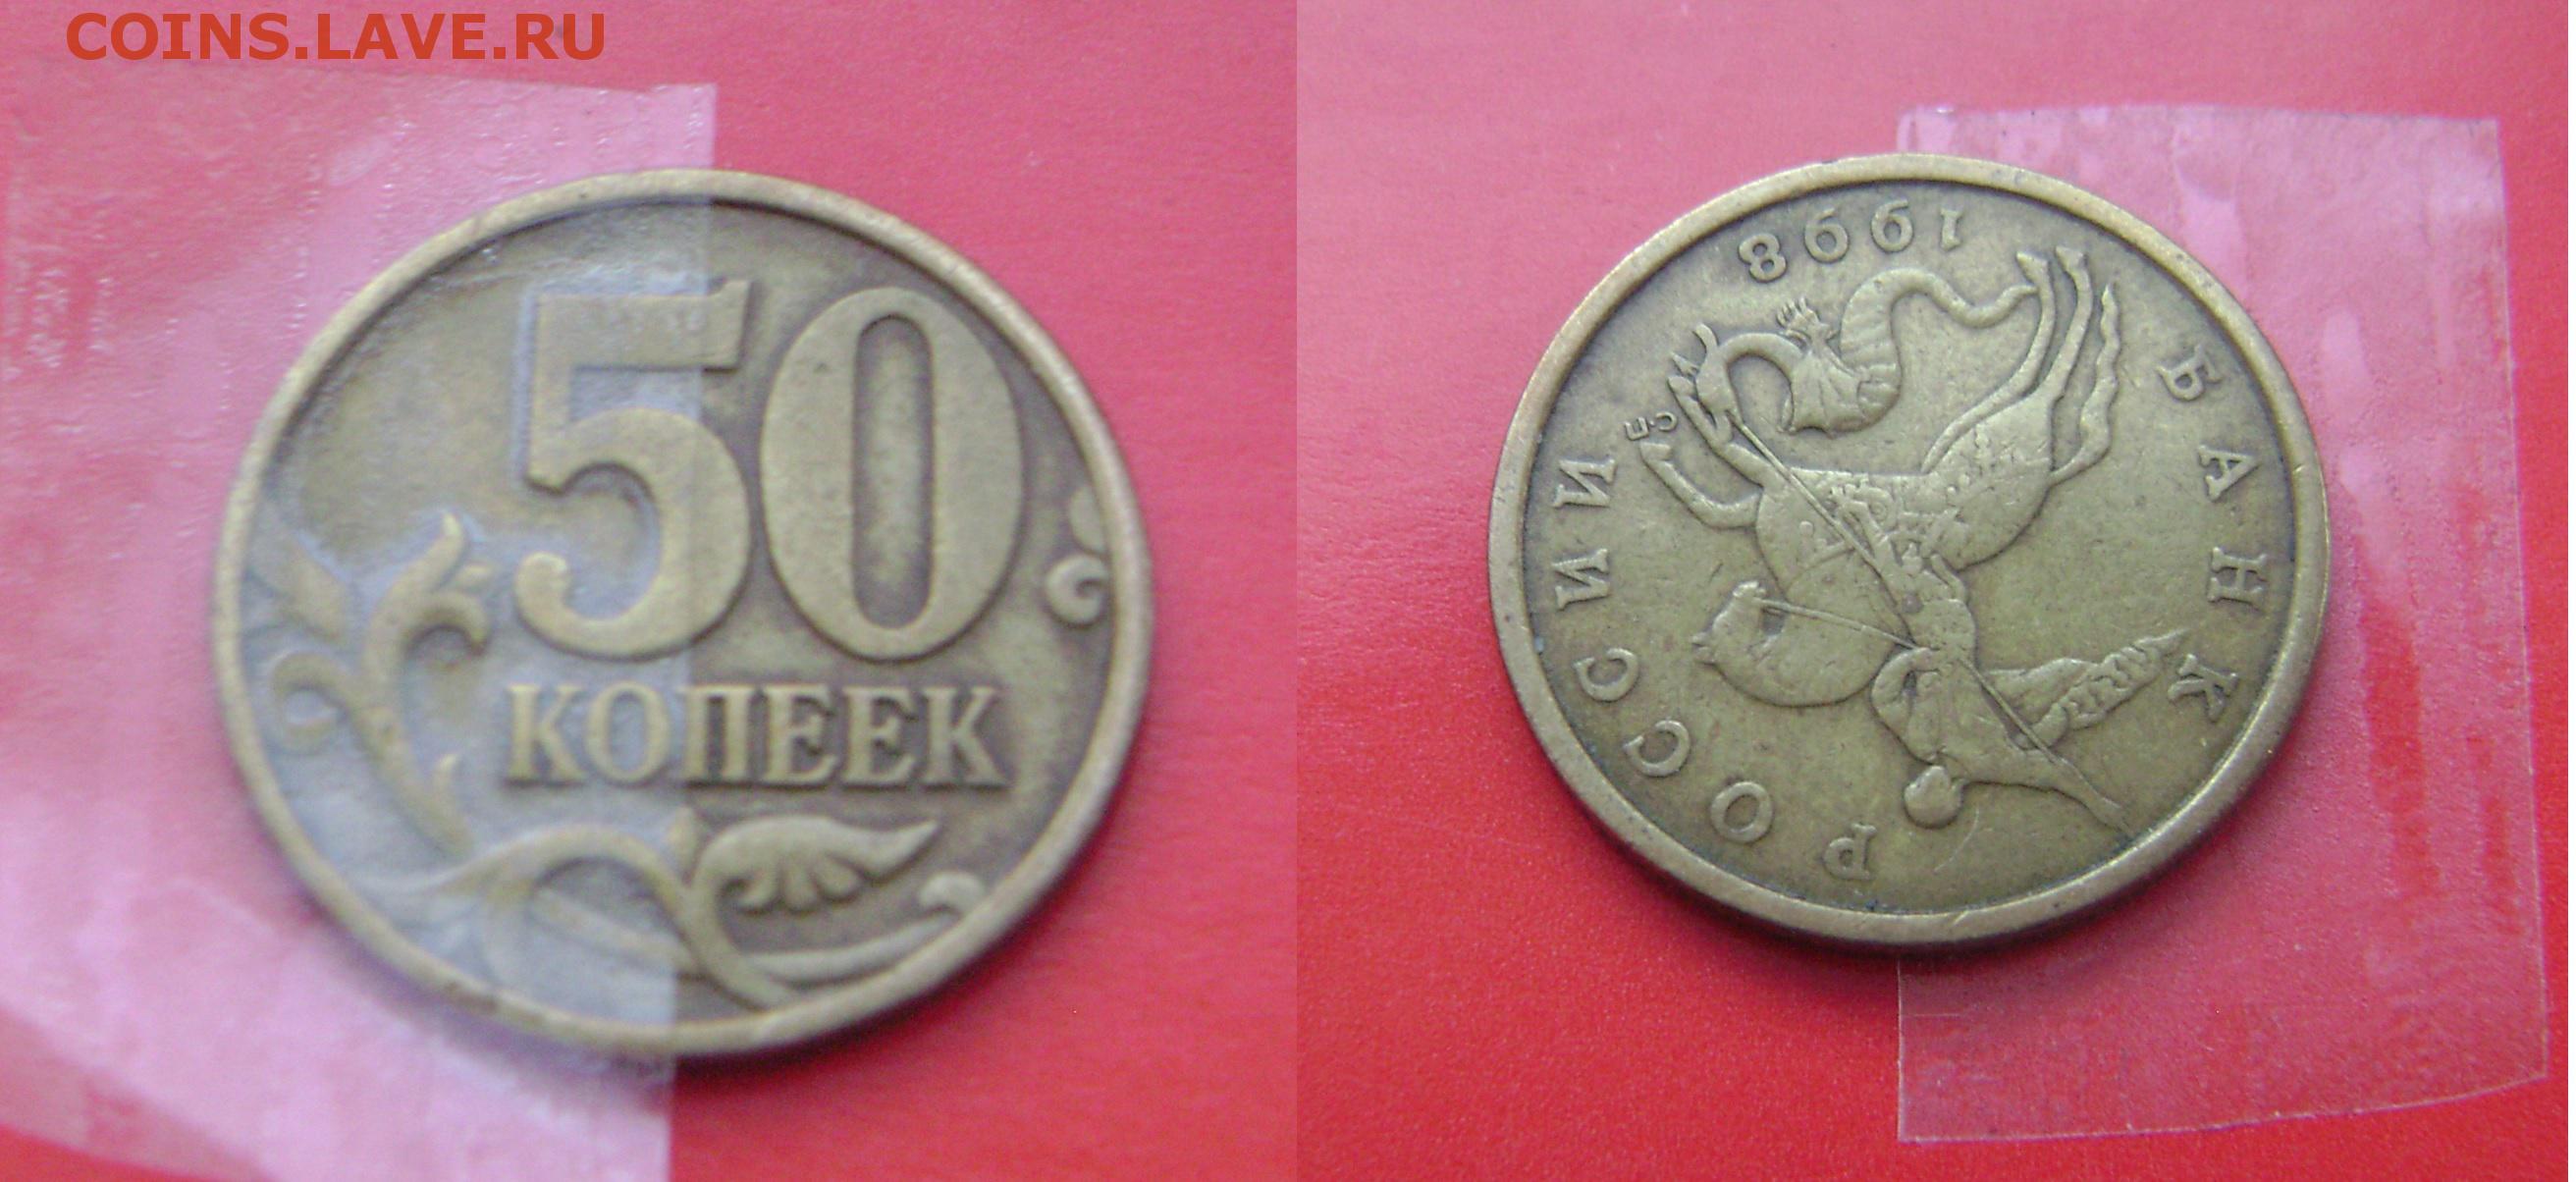 COINS.LAVE.RU
50
КОПЕЕК
БАНК РОССИИ
1998